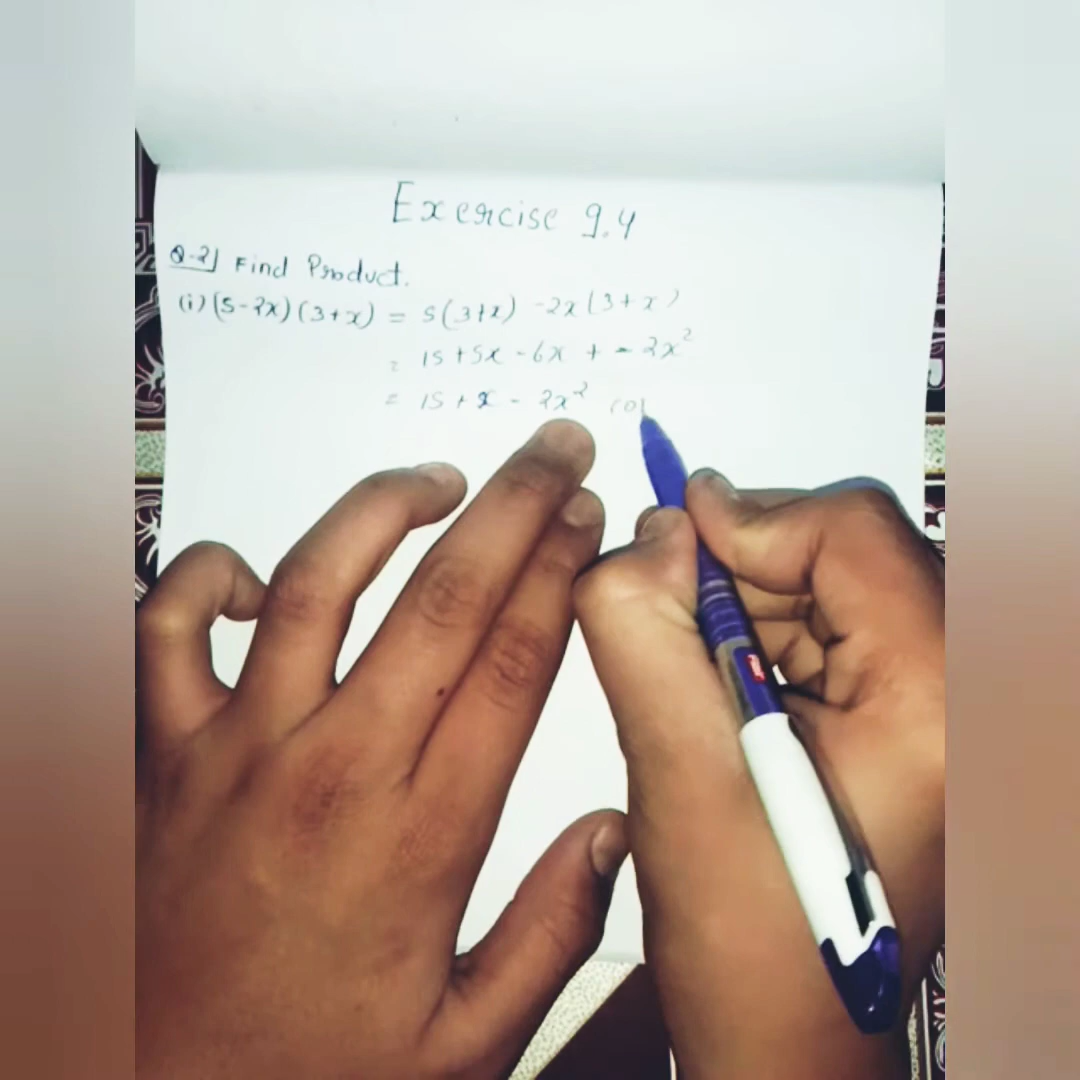 Exercise 9.4
Q-2] Find Product.
(i) (5-2x) (3+x) = 5(3+x) -2x(3+x)
= 15 + 5x - 6x + - 2x²
= 15 + x - 2x² (0